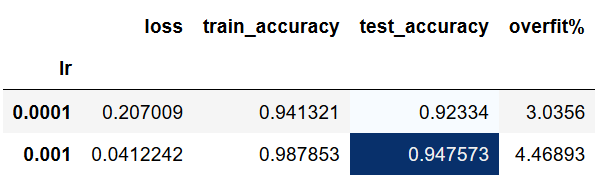 loss train_accuracy test_accuracy overfit%
lr
0.0001 0.207009 0.941321 0.92334 3.0356
0.001 0.0412242 0.987853 0.947573 4.46893